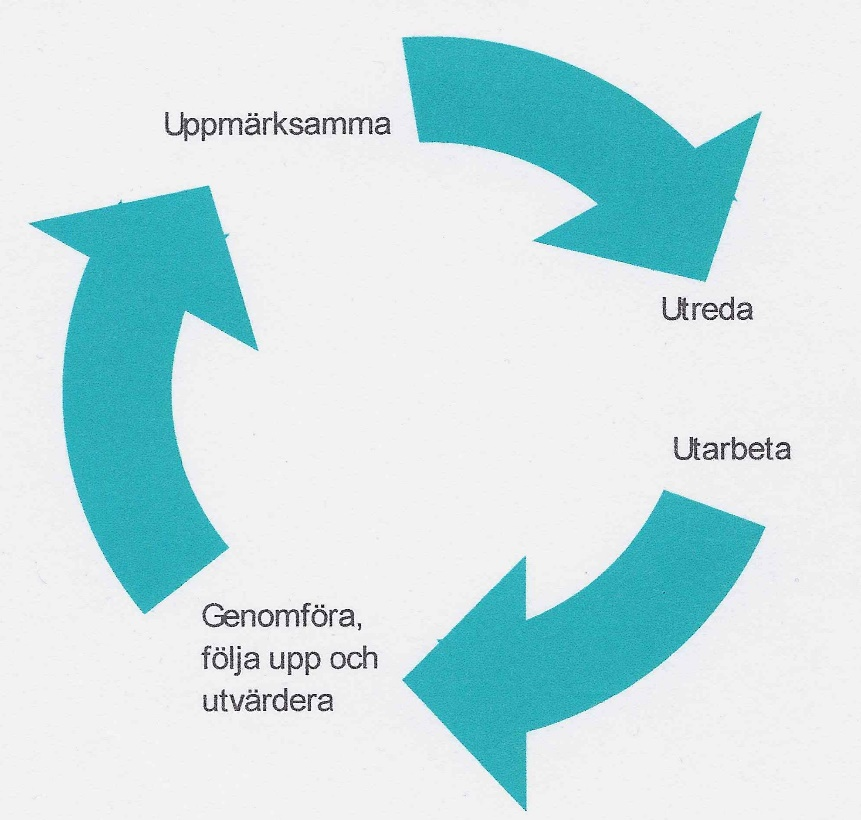 Uppmärksamma
Utreda
Utarbeta
Genomföra,
följa upp och
utvärdera